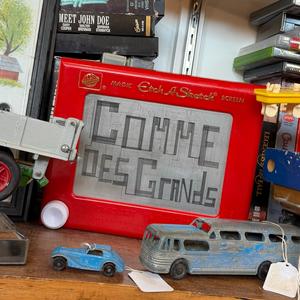 MEET JOHN DOE
MAGIC Etch A Sketch SCREEN
COMME
DES GRANDS